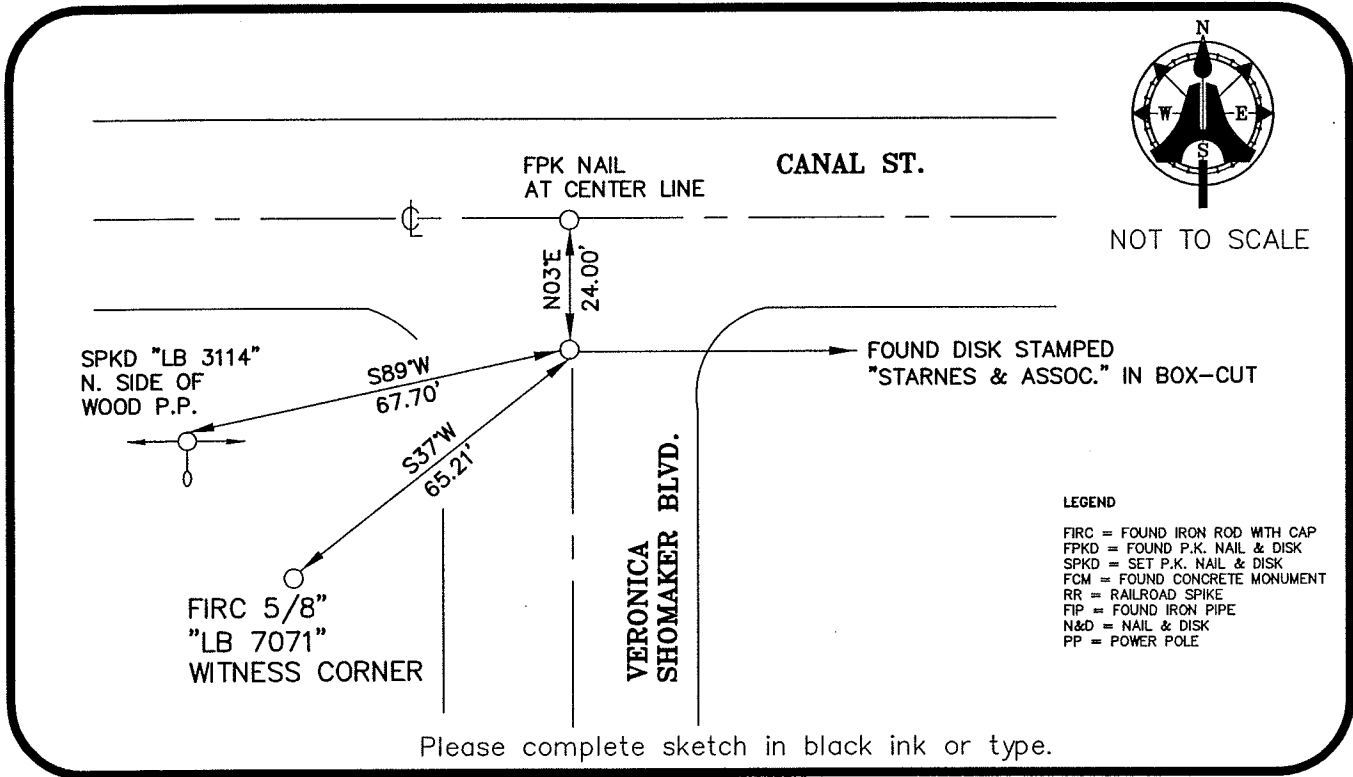 N
W
E
S
NOT TO SCALE
CANAL ST.
FPK NAIL
AT CENTER LINE
℄
N03°E
24.00'
SPKD "LB 3114"
N. SIDE OF
WOOD P.P.
S89°W
67.70'
FOUND DISK STAMPED
"STARNES & ASSOC." IN BOX-CUT
S37°W
65.21'
VERONICA
SHOMAKER BLVD.
FIRC 5/8"
"LB 7071"
WITNESS CORNER
LEGEND
FIRC = FOUND IRON ROD WITH CAP
FPKD = FOUND P.K. NAIL & DISK
SPKD = SET P.K. NAIL & DISK
FCM = FOUND CONCRETE MONUMENT
RR = RAILROAD SPIKE
FIP = FOUND IRON PIPE
N&D = NAIL & DISK
PP = POWER POLE
Please complete sketch in black ink or type.